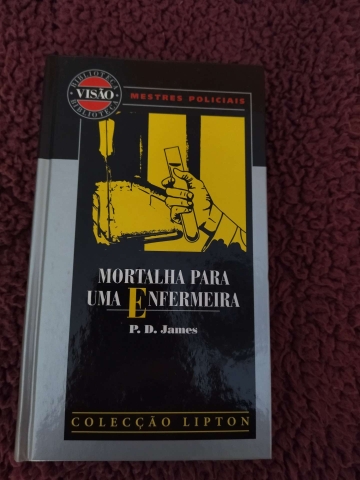 BIBLIOTECA
VISÃO
BIBLIOTECA
MESTRES POLICIAIS
MORTALHA PARA
UMA ENFERMEIRA
P. D. James
COLECÇÃO LIPTON